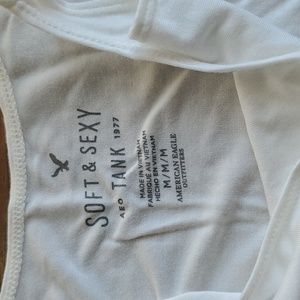 SOFT & SEXY
AEO TANK 1977
MADE IN VIETNAM
FABRIQUÉ AU VIETNAM
HECHO EN VIETNAM
M/M/M
AMERICAN EAGLE
OUTFITTERS